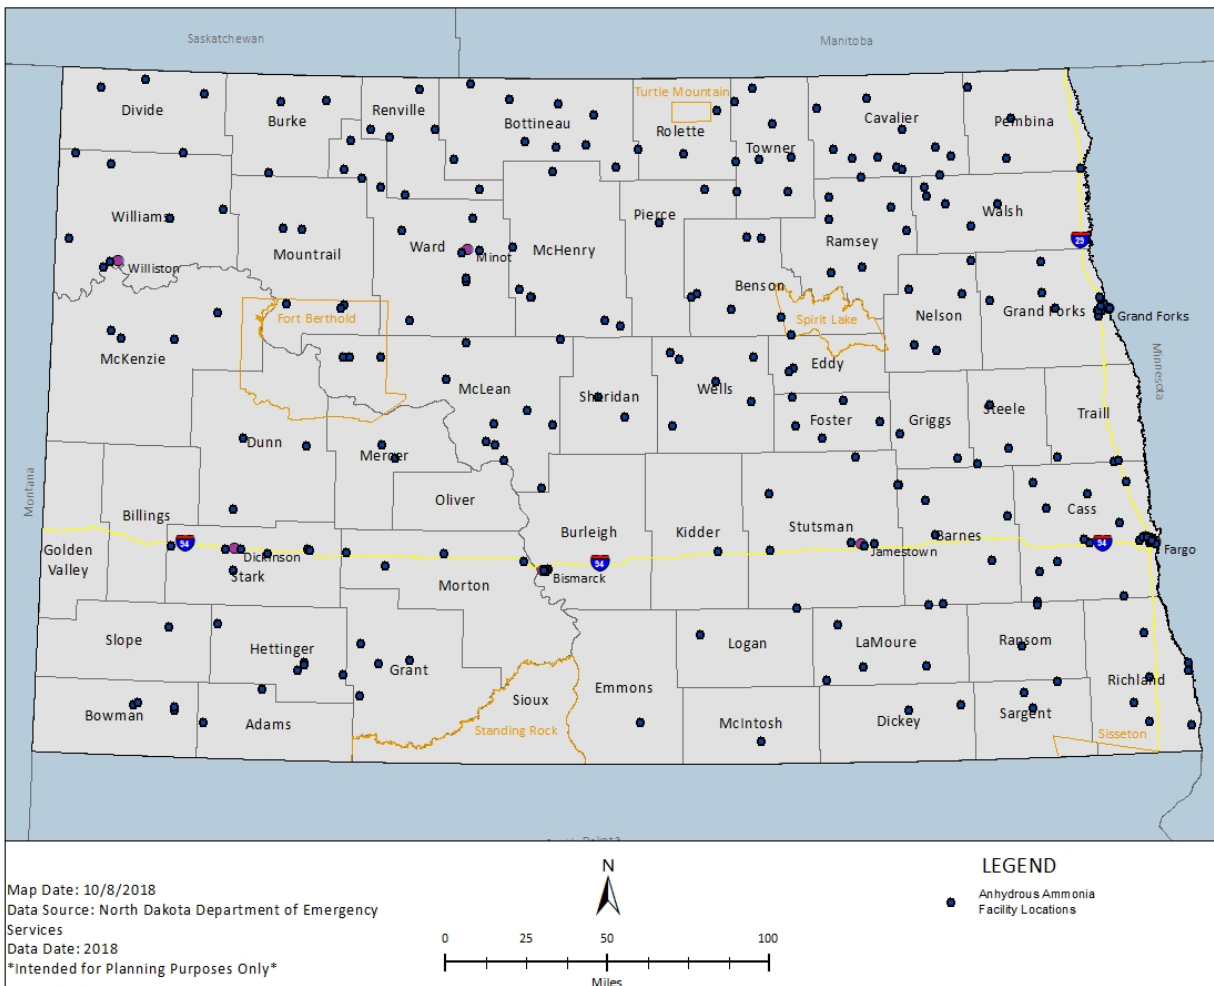 Saskatchewan
Manitoba
Divide
Burke
Renville
Bottineau
Turtle Mountain
Rolette
Towner
Cavalier
Pembina
Williams
Williston
Mountrail
Ward
Minot
McHenry
Pierce
Benson
Ramsey
Walsh
29
McKenzie
Fort Berthold
Spirit Lake
Nelson
Grand Forks
Grand Forks
Minnesota
McLean
Sheridan
Wells
Eddy
Foster
Griggs
Steele
Traill
Dunn
Mercer
Oliver
Montana
Billings
Golden
Valley
94
Dickinson
Stark
Morton
Burleigh
94
Bismarck
Kidder
Stutsman
Jamestown
Barnes
Cass
94
Fargo
Slope
Hettinger
Grant
Sioux
Standing Rock
Emmons
Logan
LaMoure
Ransom
Richland
Bowman
Adams
McIntosh
Dickey
Sargent
Sisseton
Map Date: 10/8/2018
Data Source: North Dakota Department of Emergency
Services
Data Date: 2018
*Intended for Planning Purposes Only*
N
0 25 50 100
Miles
LEGEND
Anhydrous Ammonia
Facility Locations